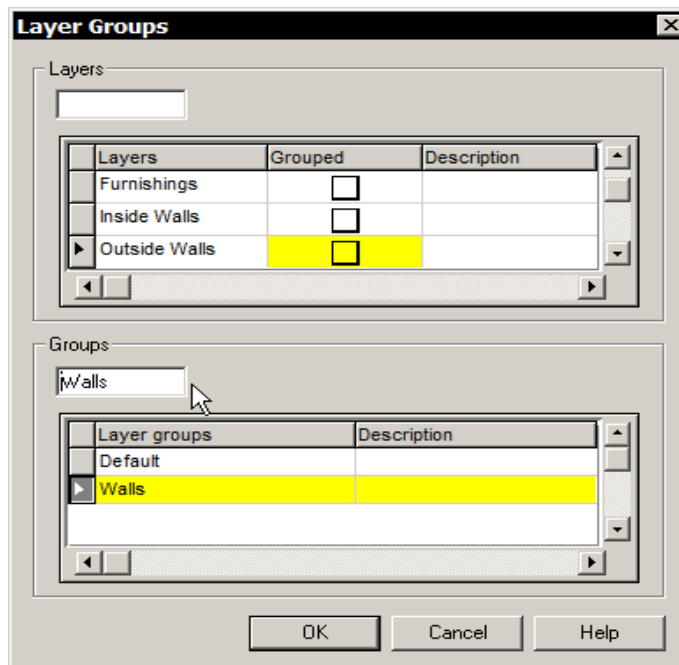 Layer Groups
Layers
Layers Grouped Description
Furnishings
Inside Walls
Outside Walls
Groups
Walls
Layer groups Description
Default
Walls
OK Cancel Help